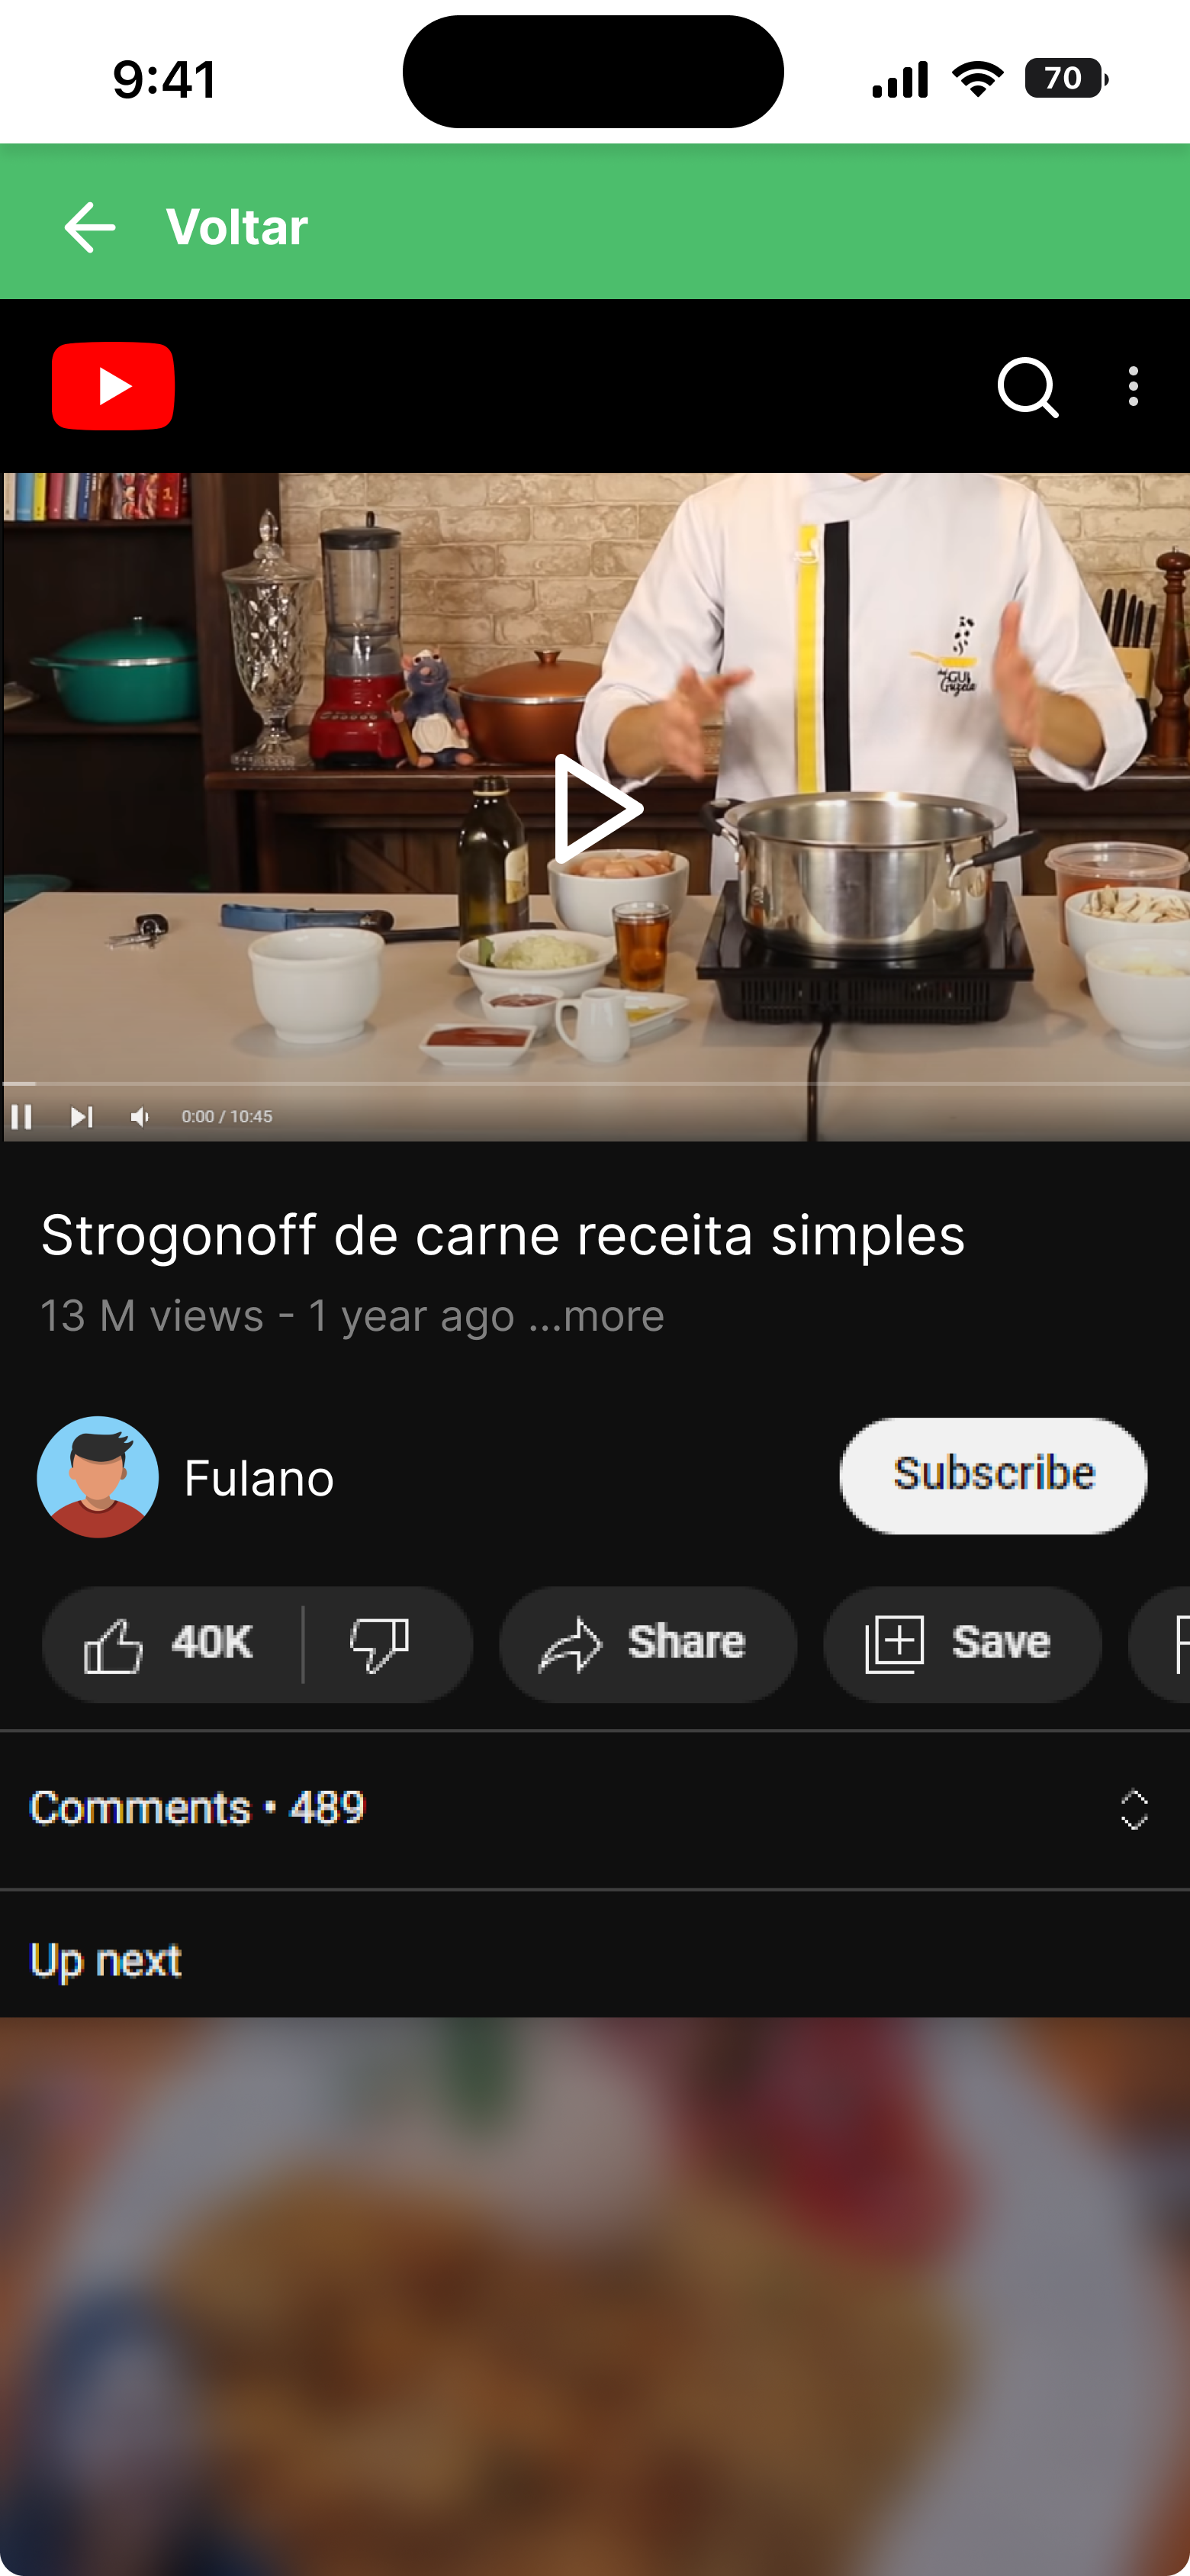 9:41
70
Voltar
GUI
Guzela
0:00 / 10:45
Strogonoff de carne receita simples
13 M views - 1 year ago ...more
Fulano
Subscribe
40K
Share
Save
Comments • 489
Up next